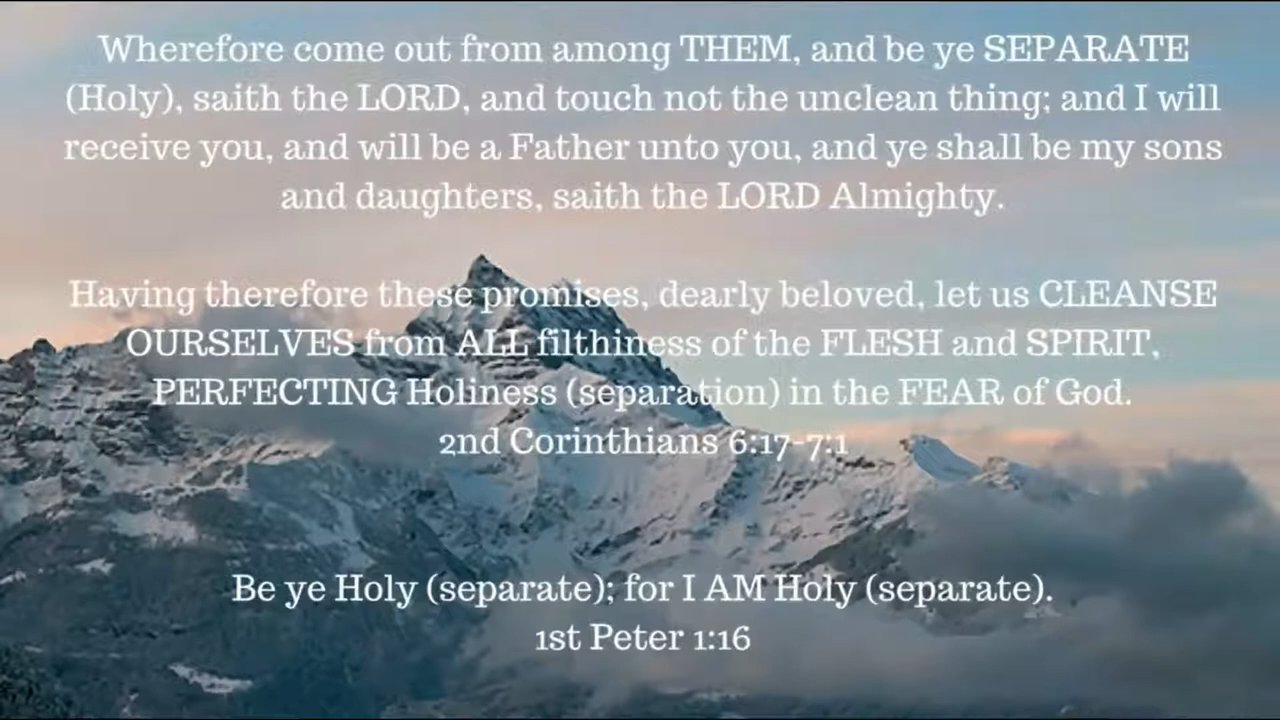 Wherefore come out from among THEM, and be ye SEPARATE
(Holy), saith the LORD, and touch not the unclean thing; and I will
receive you, and will be a Father unto you, and ye shall be my sons
and daughters, saith the LORD Almighty.
Having therefore these promises, dearly beloved, let us CLEANSE
OURSELVES from ALL filthiness of the FLESH and SPIRIT,
PERFECTING Holiness (separation) in the FEAR of God.
2nd Corinthians 6:17-7:1
Be ye Holy (separate); for I AM Holy (separate).
1st Peter 1:16